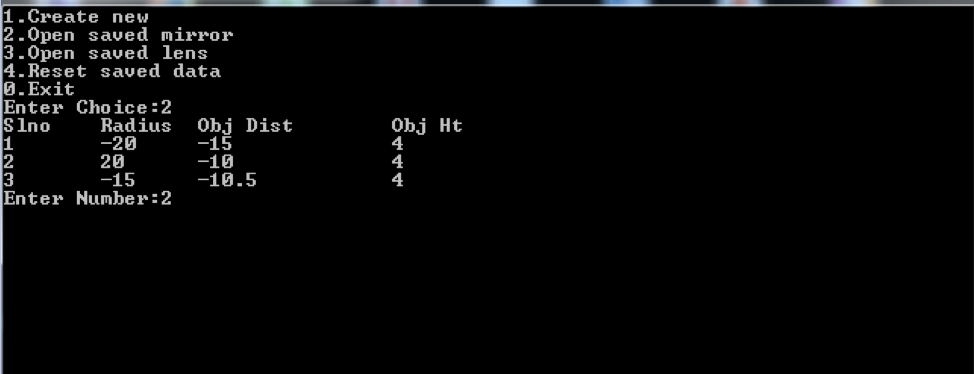 1.Create new
2.Open saved mirror
3.Open saved lens
4.Reset saved data
0.Exit
Enter Choice:2
Slno Radius Obj Dist Obj Ht
1 -20 -15 4
2 20 -10 4
3 -15 -10.5 4
Enter Number:2